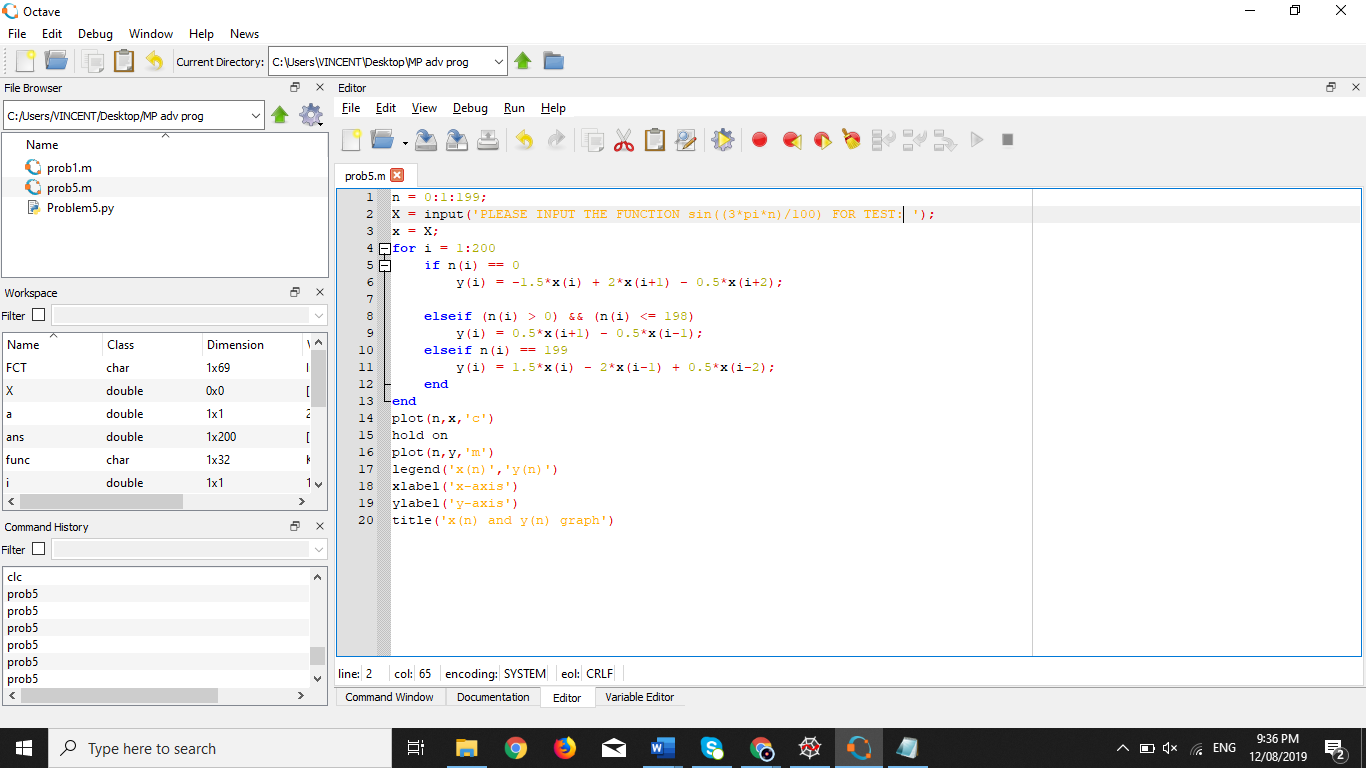 Octave
File Edit Debug Window Help News
Current Directory: C:\Users\VINCENT\Desktop\MP adv prog
File Browser
C:/Users/VINCENT/Desktop/MP adv prog
Name
prob1.m
prob5.m
Problem5.py
Workspace
Filter
Name Class Dimension
FCT char 1x69
X double 0x0 [
a double 1x1 2
ans double 1x200 [
func char 1x32
i double 1x1 1
Command History
Filter
clc
prob5
prob5
prob5
prob5
prob5
prob5
Editor
File Edit View Debug Run Help
prob5.m
1 n = 0:1:199;
2 X = input('PLEASE INPUT THE FUNCTION sin((3*pi*n)/100) FOR TEST: ');
3 x = X;
4 for i = 1:200
5 if n(i) == 0
6 y(i) = -1.5*x(i) + 2*x(i+1) - 0.5*x(i+2);
7
8 elseif (n(i) > 0) && (n(i) <= 198)
9 y(i) = 0.5*x(i+1) - 0.5*x(i-1);
10 elseif n(i) == 199
11 y(i) = 1.5*x(i) - 2*x(i-1) + 0.5*x(i-2);
12 end
13 end
14 plot(n,x,'c')
15 hold on
16 plot(n,y,'m')
17 legend('x(n)','y(n)')
18 xlabel('x-axis')
19 ylabel('y-axis')
20 title('x(n) and y(n) graph')
line: 2 col: 65 encoding: SYSTEM eol: CRLF
Command Window Documentation Editor Variable Editor
Type here to search
ENG
9:36 PM
12/08/2019
2